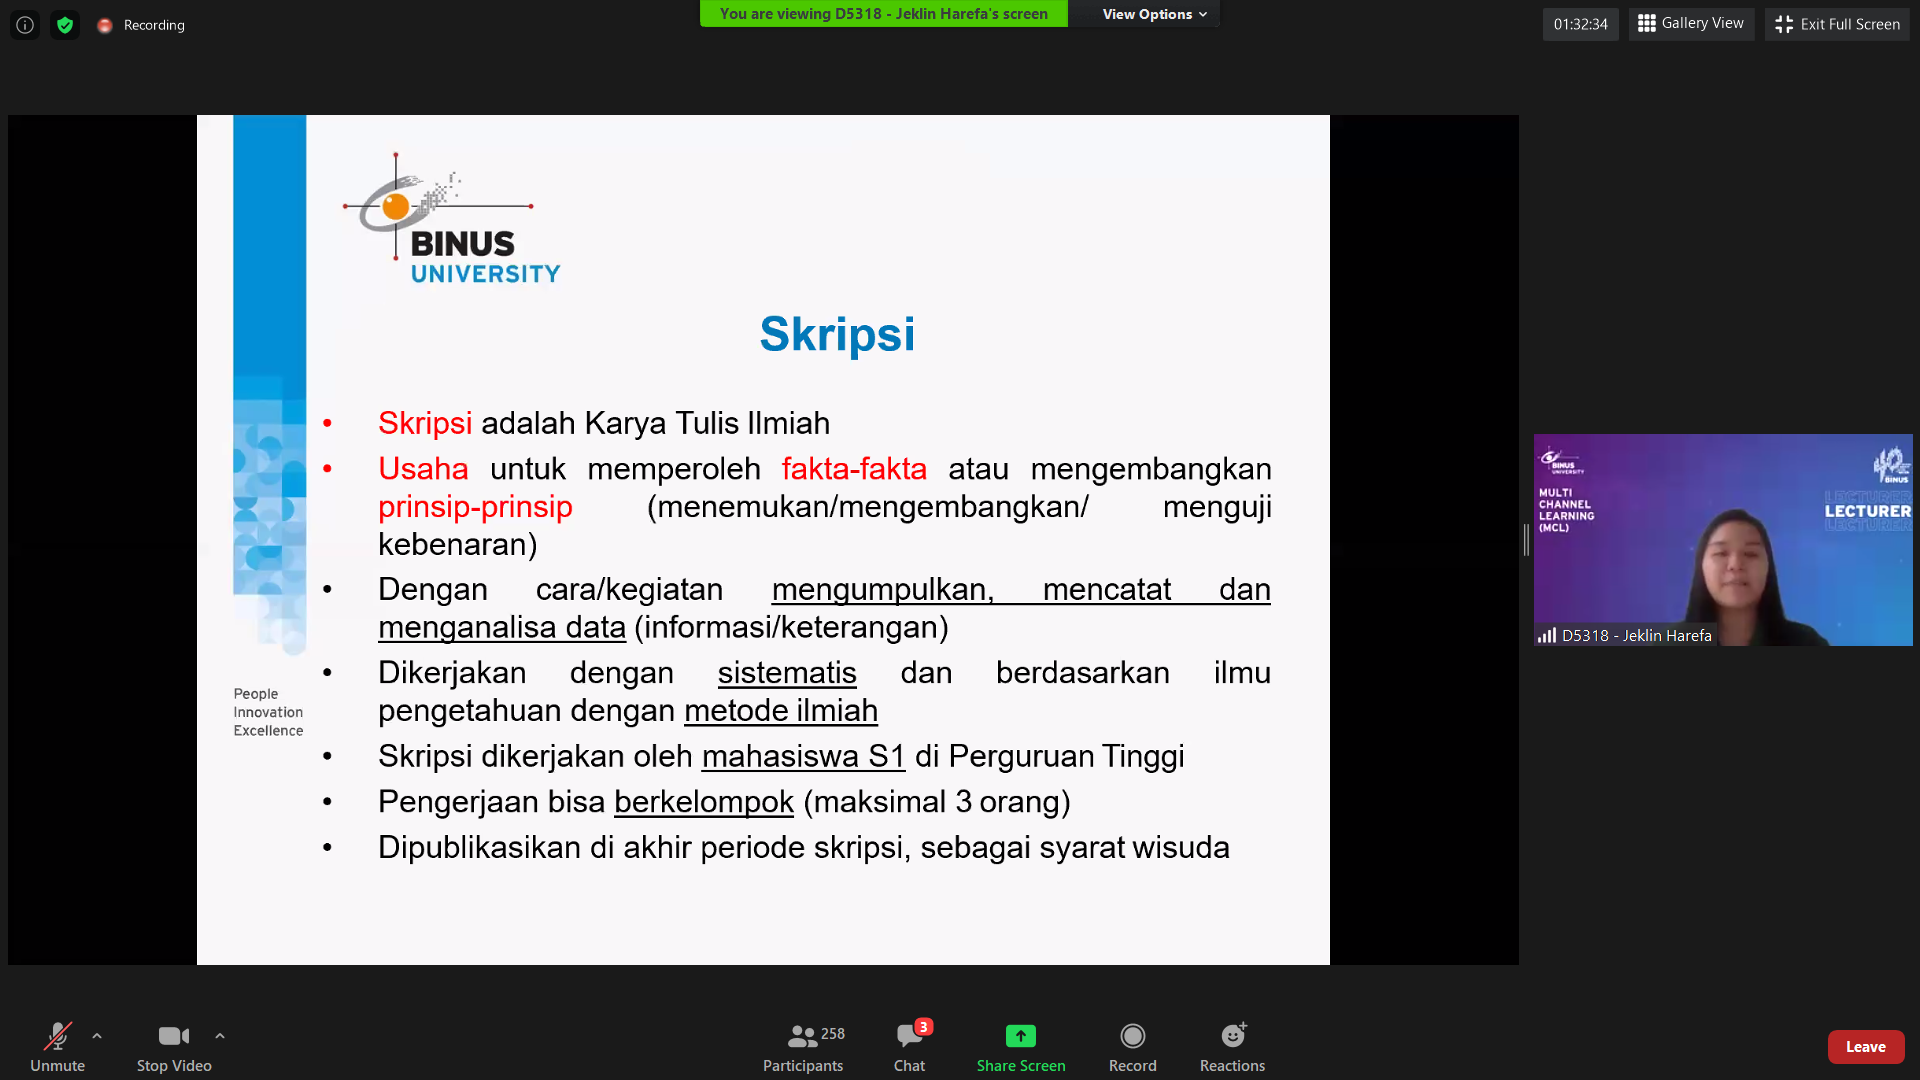 Recording
You are viewing D5318 - Jeklin Harefa's screen
View Options
01:32:34
Gallery View
Exit Full Screen
BINUS
UNIVERSITY
Skripsi
• Skripsi adalah Karya Tulis Ilmiah
• Usaha untuk memperoleh fakta-fakta atau mengembangkan
prinsip-prinsip (menemukan/mengembangkan/ menguji
kebenaran)
• Dengan cara/kegiatan mengumpulkan, mencatat dan
menganalisa data (informasi/keterangan)
• Dikerjakan dengan sistematis dan berdasarkan ilmu
pengetahuan dengan metode ilmiah
• Skripsi dikerjakan oleh mahasiswa S1 di Perguruan Tinggi
• Pengerjaan bisa berkelompok (maksimal 3 orang)
• Dipublikasikan di akhir periode skripsi, sebagai syarat wisuda
People
Innovation
Excellence
BINUS
UNIVERSITY
MULTI
CHANNEL
LEARNING
(MCL)
40
BINUS
LECTURER
LECTURER
LECTURER
D5318 - Jeklin Harefa
Unmute
Stop Video
258
Participants
3
Chat
Share Screen
Record
Reactions
Leave